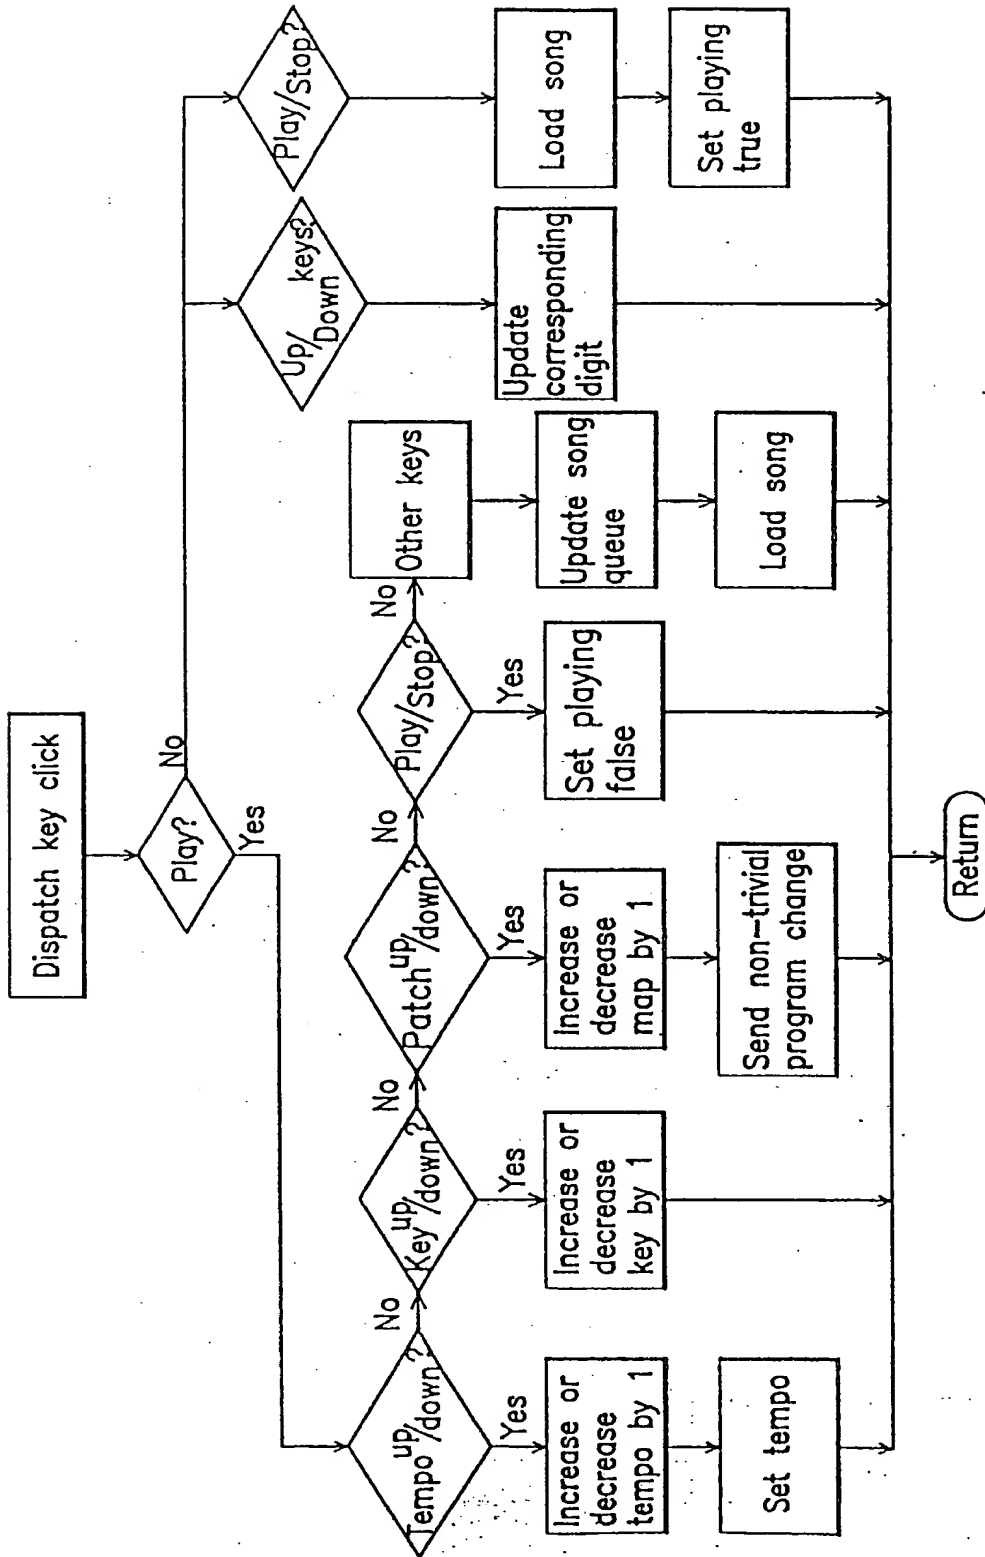 Dispatch key click
Play?
No
Yes
Tempo up/down?
No
Key up/down?
No
Patch up/down?
No
Play/Stop?
No
Other keys
Up/
Down keys?
Play/Stop?
Yes
Yes
Yes
Yes
Increase or
decrease
tempo by 1
Increase or
decrease
key by 1
Increase or
decrease
map by 1
Set playing
false
Update song
queue
Update
corresponding
digit
Load song
Set tempo
Send non-trivial
program change
Load song
Set playing
true
Return